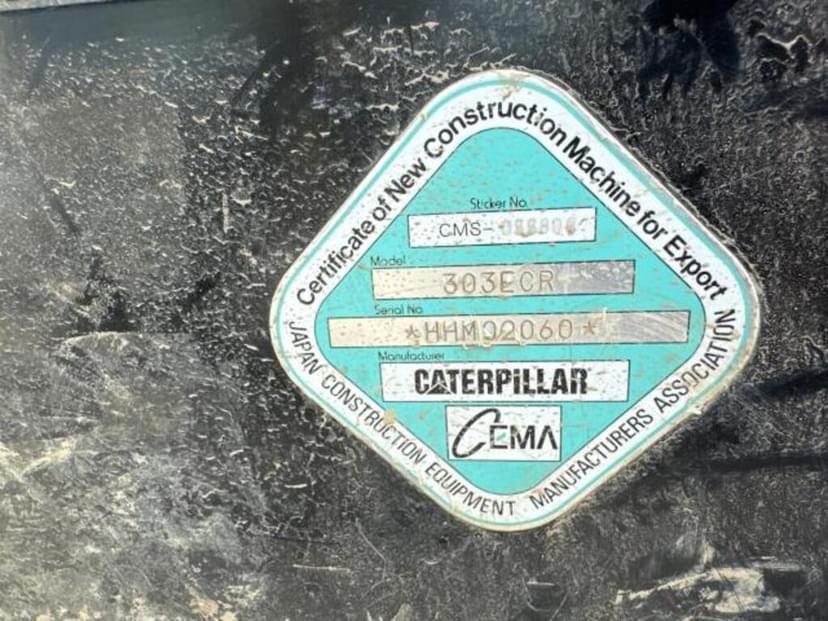 Certificate of New Construction Machine for Export
Sticker No.
CMS-
Model
303ECR
Serial No
*HHM02060*
Manufacturer
CATERPILLAR
CEMA
JAPAN CONSTRUCTION EQUIPMENT MANUFACTURERS ASSOCIATION